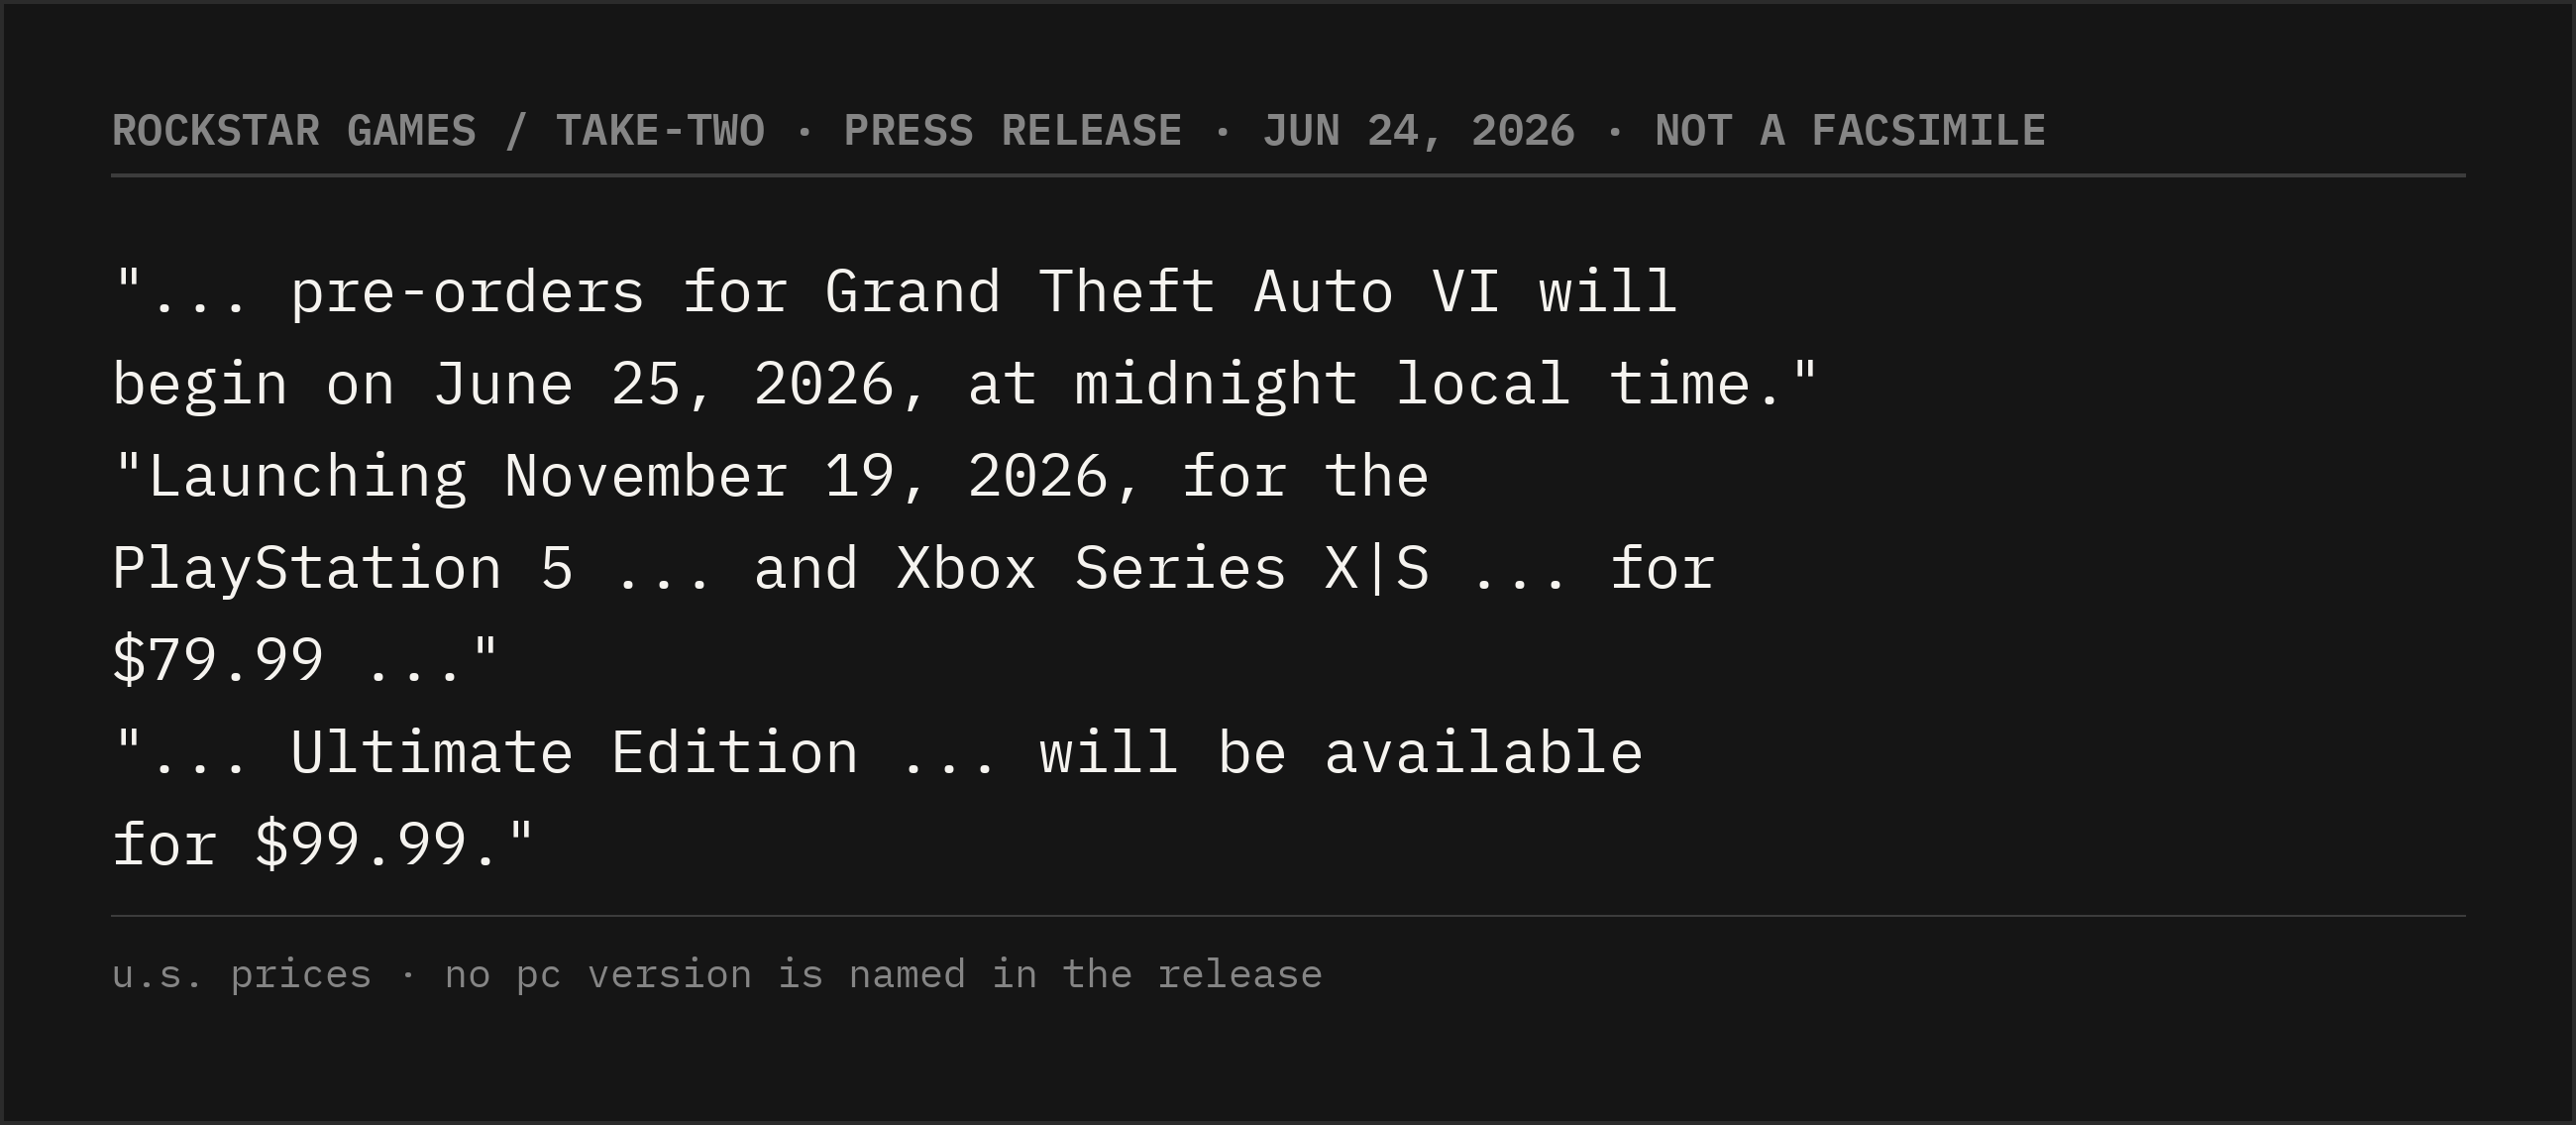 ROCKSTAR GAMES / TAKE-TWO · PRESS RELEASE · JUN 24, 2026 · NOT A FACSIMILE
"... pre-orders for Grand Theft Auto VI will
begin on June 25, 2026, at midnight local time."
"Launching November 19, 2026, for the
PlayStation 5 ... and Xbox Series X|S ... for
$79.99 ..."
"... Ultimate Edition ... will be available
for $99.99."
u.s. prices · no pc version is named in the release